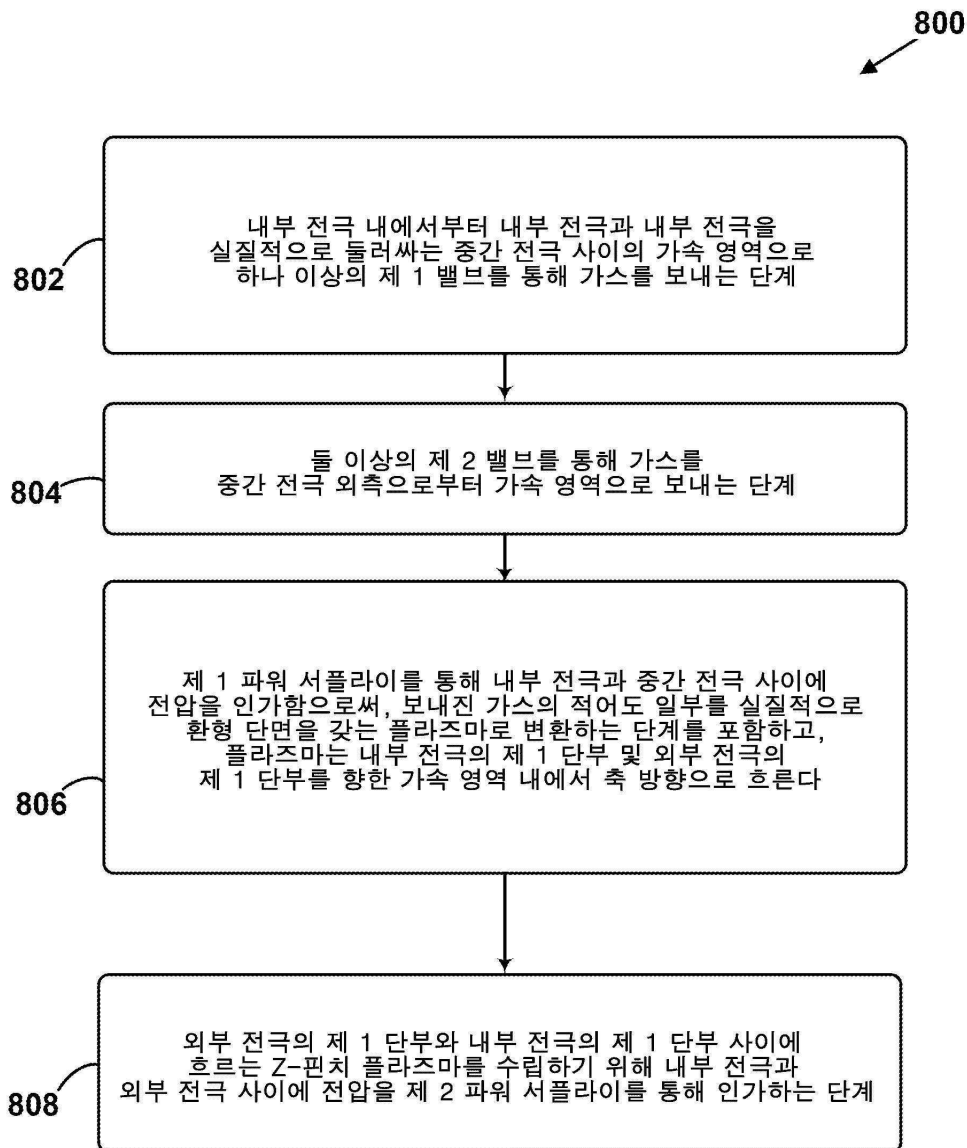 800
내부 전극 내에서부터 내부 전극과 내부 전극을
실질적으로 둘러싸는 중간 전극 사이의 가속 영역으로
하나 이상의 제 1 밸브를 통해 가스를 보내는 단계
802
둘 이상의 제 2 밸브를 통해 가스를
중간 전극 외측으로부터 가속 영역으로 보내는 단계
804
제 1 파워 서플라이를 통해 내부 전극과 중간 전극 사이에
전압을 인가함으로써, 보내진 가스의 적어도 일부를 실질적으로
환형 단면을 갖는 플라즈마로 변환하는 단계를 포함하고,
플라즈마는 내부 전극의 제 1 단부 및 외부 전극의
제 1 단부를 향한 가속 영역 내에서 축 방향으로 흐른다
806
외부 전극의 제 1 단부와 내부 전극의 제 1 단부 사이에
흐르는 Z-핀치 플라즈마를 수립하기 위해 내부 전극과
외부 전극 사이에 전압을 제 2 파워 서플라이를 통해 인가하는 단계
808